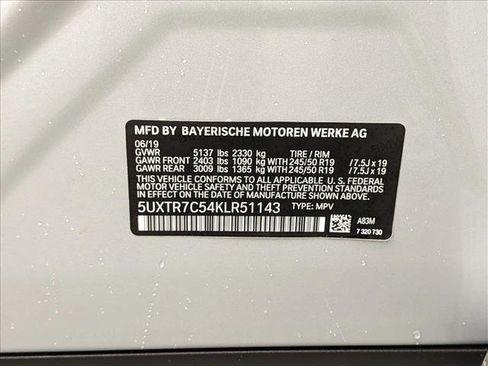 MFD BY BAYERISCHE MOTOREN WERKE AG
06/19
GVWR 5137 lbs 2330 kg TIRE / RIM
GAWR FRONT 2403 lbs 1090 kg WITH 245/50 R19 /7.5J x 19
GAWR REAR 3009 lbs 1365 kg WITH 245/50 R19 /7.5J x 19
THIS VEHICLE CONFORMS TO ALL APPLICABLE U.S. FEDERAL
MOTOR VEHICLE SAFETY STANDARDS IN EFFECT ON THE
DATE OF MANUFACTURE SHOWN ABOVE.
5UXTR7C54KLR51143 TYPE: MPV
A83M
7 320 730